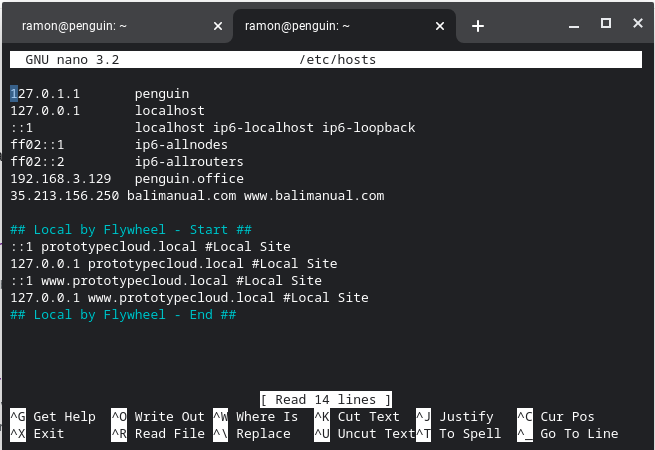 ramon@penguin: ~ × ramon@penguin: ~ × +
GNU nano 3.2 /etc/hosts
127.0.1.1 penguin
127.0.0.1 localhost
::1 localhost ip6-localhost ip6-loopback
ff02::1 ip6-allnodes
ff02::2 ip6-allrouters
192.168.3.129 penguin.office
35.213.156.250 balimanual.com www.balimanual.com
## Local by Flywheel - Start ##
::1 prototypecloud.local #Local Site
127.0.0.1 prototypecloud.local #Local Site
::1 www.prototypecloud.local #Local Site
127.0.0.1 www.prototypecloud.local #Local Site
## Local by Flywheel - End ##
[ Read 14 lines ]
^G Get Help ^O Write Out ^W Where Is ^K Cut Text ^J Justify ^C Cur Pos
^X Exit ^R Read File ^\ Replace ^U Uncut Text ^T To Spell ^_ Go To Line